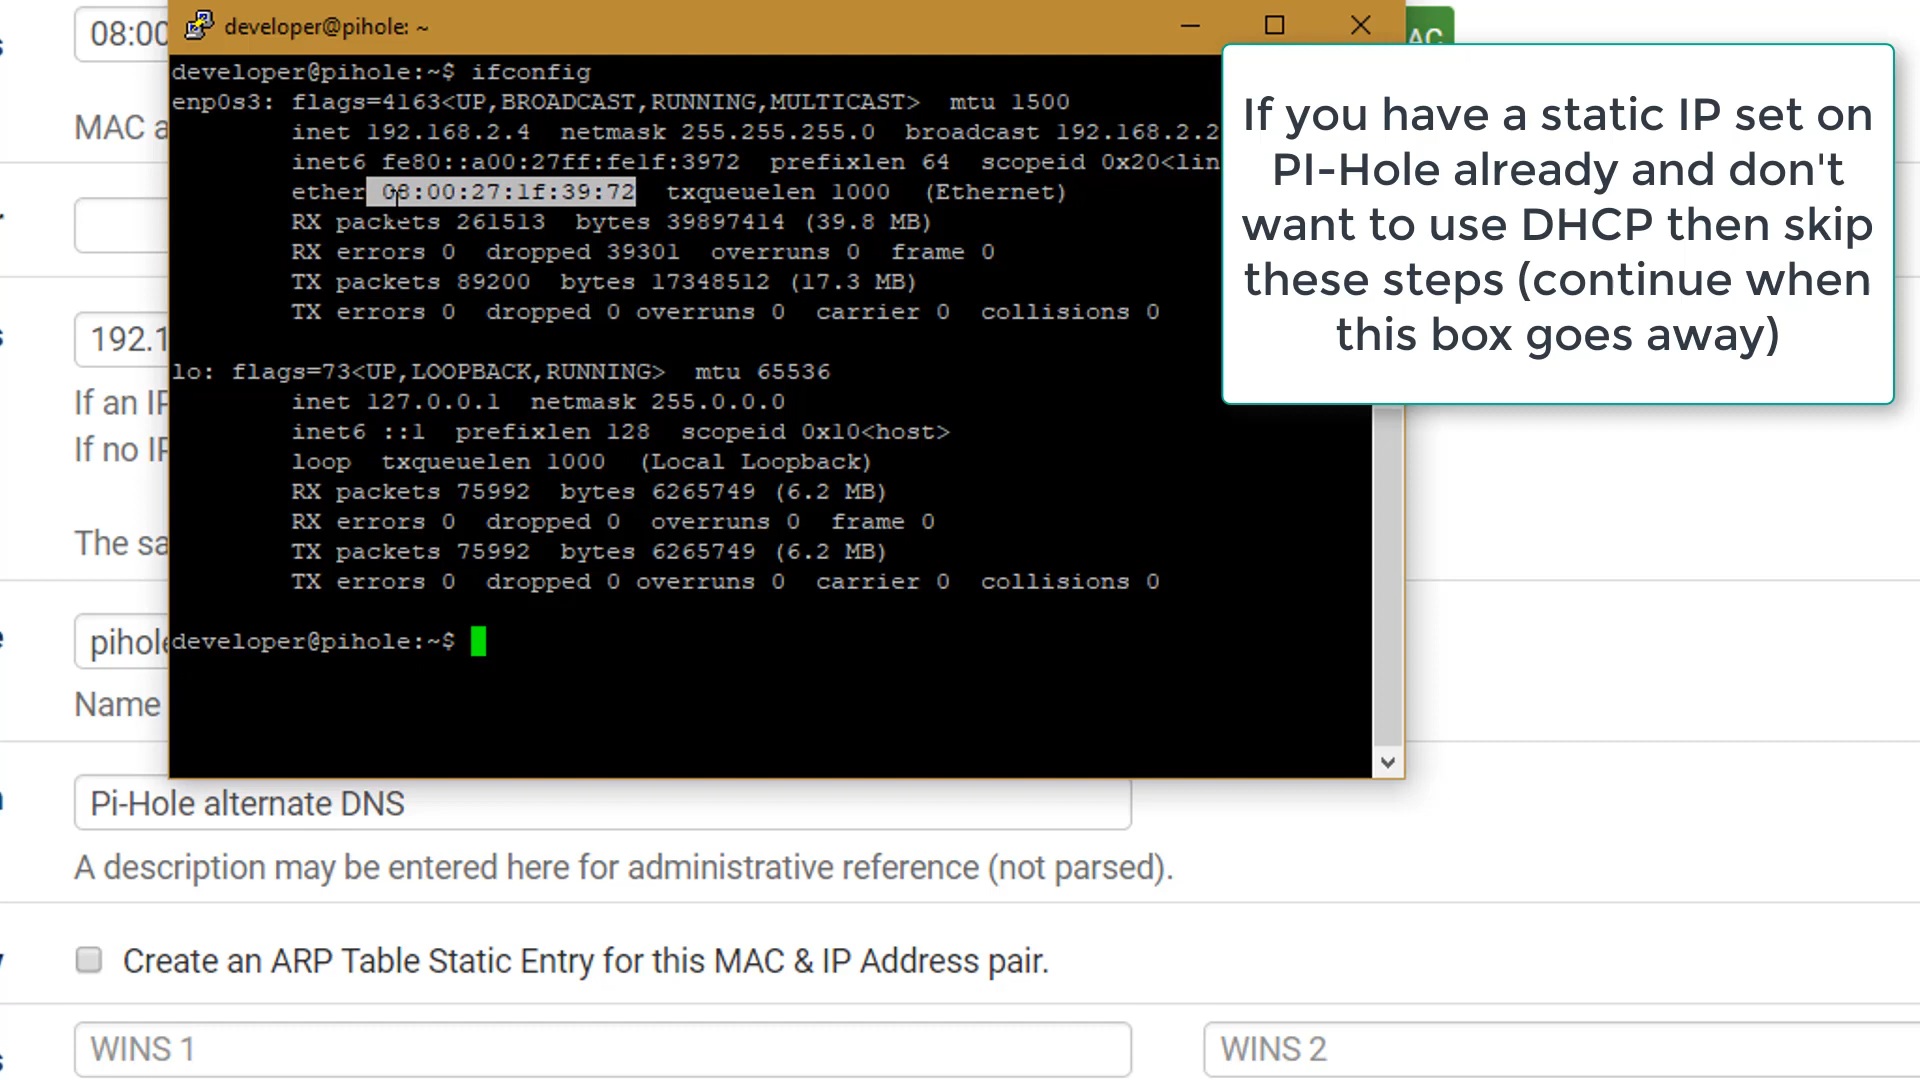 08:00
AC
MAC a
192.1
If an IP
If no IP
The sa
pihole
Name
developer@pihole: ~
developer@pihole:~$ ifconfig
enp0s3: flags=4163<UP,BROADCAST,RUNNING,MULTICAST>  mtu 1500
inet 192.168.2.4  netmask 255.255.255.0  broadcast 192.168.2.2
inet6 fe80::a00:27ff:fe1f:3972  prefixlen 64  scopeid 0x20<lin
ether 08:00:27:1f:39:72  txqueuelen 1000  (Ethernet)
RX packets 261513  bytes 39897414 (39.8 MB)
RX errors 0  dropped 39301  overruns 0  frame 0
TX packets 89200  bytes 17348512 (17.3 MB)
TX errors 0  dropped 0 overruns 0  carrier 0  collisions 0
lo: flags=73<UP,LOOPBACK,RUNNING>  mtu 65536
inet 127.0.0.1  netmask 255.0.0.0
inet6 ::1  prefixlen 128  scopeid 0x10<host>
loop  txqueuelen 1000  (Local Loopback)
RX packets 75992  bytes 6265749 (6.2 MB)
RX errors 0  dropped 0  overruns 0  frame 0
TX packets 75992  bytes 6265749 (6.2 MB)
TX errors 0  dropped 0 overruns 0  carrier 0  collisions 0
developer@pihole:~$
If you have a static IP set on
PI-Hole already and don't
want to use DHCP then skip
these steps (continue when
this box goes away)
Pi-Hole alternate DNS
A description may be entered here for administrative reference (not parsed).
Create an ARP Table Static Entry for this MAC & IP Address pair.
WINS 1
WINS 2